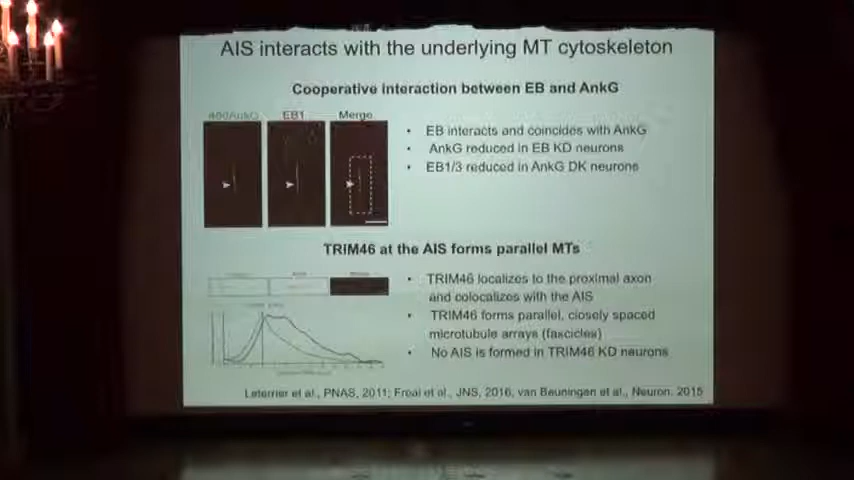 AIS interacts with the underlying MT cytoskeleton
Cooperative interaction between EB and AnkG
480AnkG EB1 Merge
• EB interacts and coincides with AnkG
• AnkG reduced in EB KD neurons
• EB1/3 reduced in AnkG DK neurons
TRIM46 at the AIS forms parallel MTs
• TRIM46 localizes to the proximal axon
and colocalizes with the AIS
• TRIM46 forms parallel, closely spaced
microtubule arrays (fascicles)
• No AIS is formed in TRIM46 KD neurons
Leterrier et al., PNAS, 2011; Freal et al., JNS, 2016, van Beuningen et al., Neuron. 2015